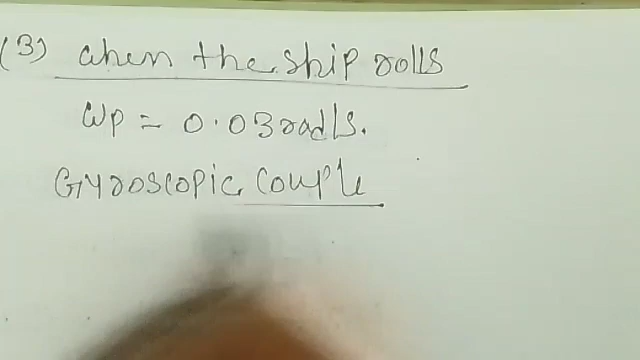 (3) when the ship rolls
ωp = 0.03 rad/s.
Gyroscopic couple